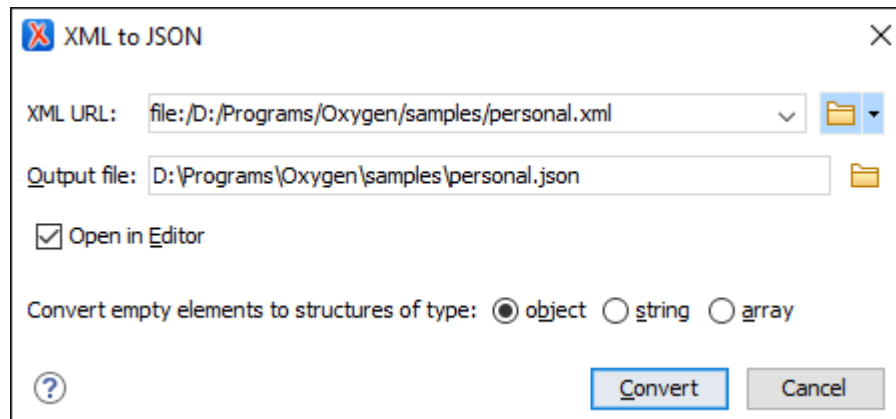 XML to JSON
XML URL: file:/D:/Programs/Oxygen/samples/personal.xml
Output file: D:\Programs\Oxygen\samples\personal.json
Open in Editor
Convert empty elements to structures of type: object string array
? Convert Cancel